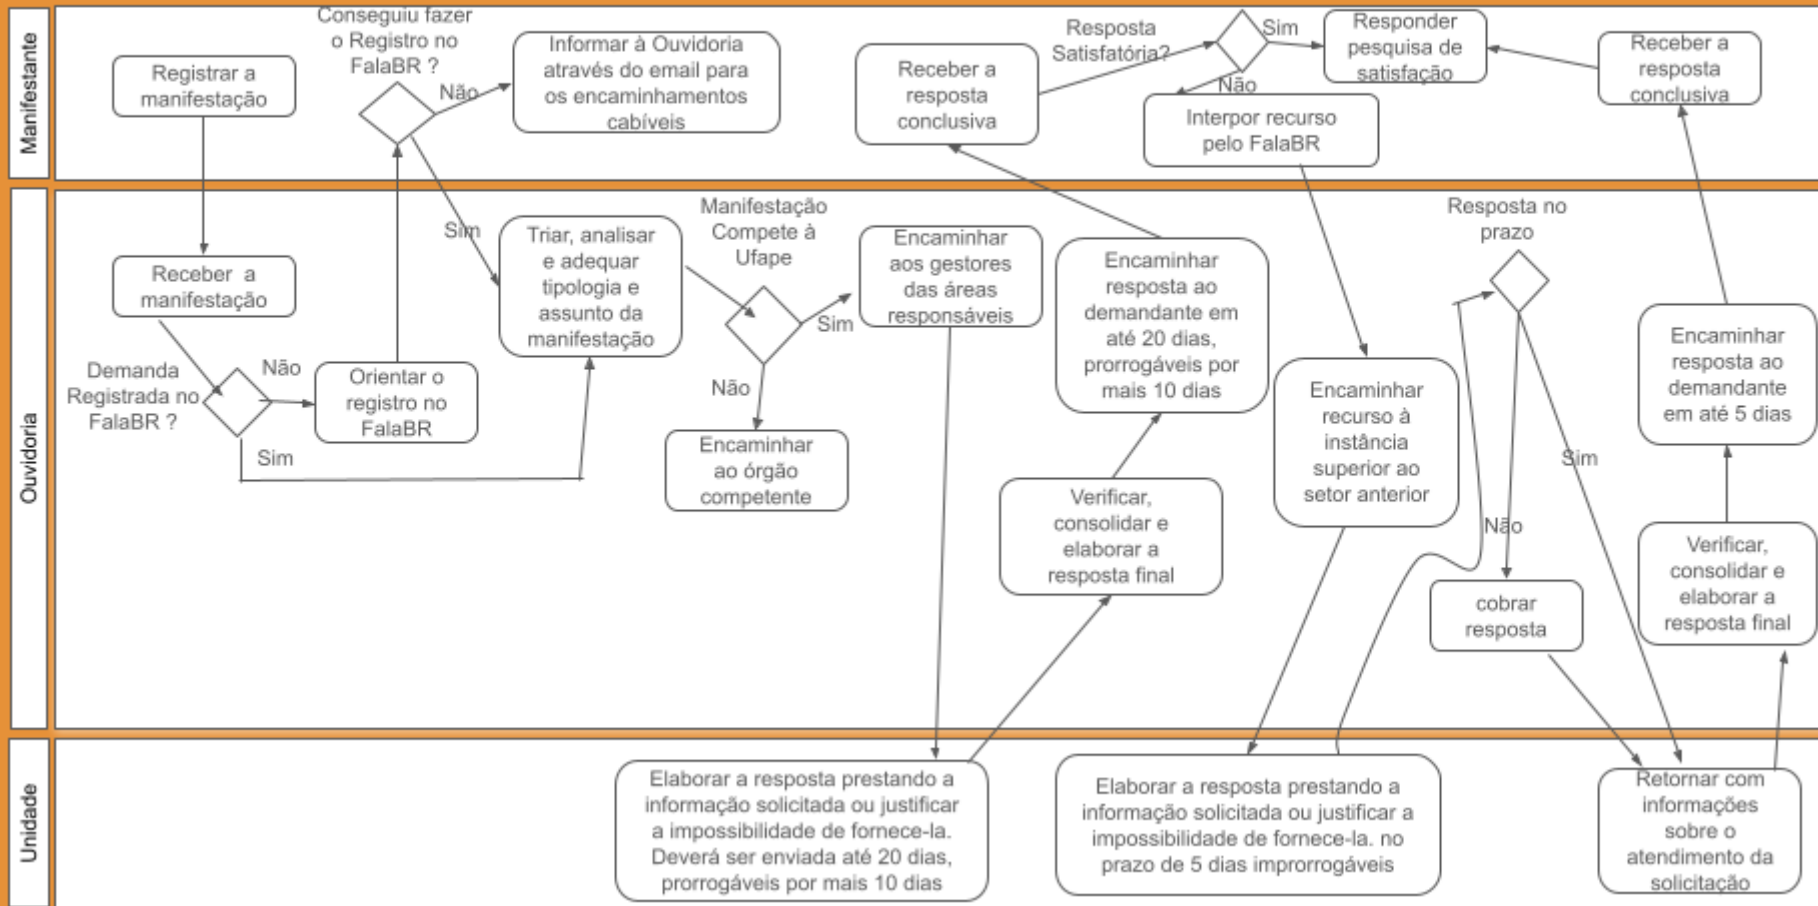 Manifestante
Registrar a
manifestação
Conseguiu fazer
o Registro no
FalaBR ?
Não
Sim
Informar à Ouvidoria
através do email para
os encaminhamentos
cabíveis
Receber a
resposta
conclusiva
Resposta
Satisfatória?
Sim
Não
Responder
pesquisa de
satisfação
Interpor recurso
pelo FalaBR
Receber a
resposta
conclusiva
Ouvidoria
Receber a
manifestação
Demanda
Registrada no
FalaBR ?
Não
Sim
Orientar o
registro no
FalaBR
Triar, analisar
e adequar
tipologia e
assunto da
manifestação
Manifestação
Compete à
Ufape
Sim
Não
Encaminhar
ao órgão
competente
Encaminhar
aos gestores
das áreas
responsáveis
Encaminhar
resposta ao
demandante em
até 20 dias,
prorrogáveis por
mais 10 dias
Verificar,
consolidar e
elaborar a
resposta final
Encaminhar
recurso à
instância
superior ao
setor anterior
Resposta no
prazo
Não
Sim
cobrar
resposta
Encaminhar
resposta ao
demandante
em até 5 dias
Verificar,
consolidar e
elaborar a
resposta final
Unidade
Elaborar a resposta prestando a
informação solicitada ou justificar
a impossibilidade de fornece-la.
Deverá ser enviada até 20 dias,
prorrogáveis por mais 10 dias
Elaborar a resposta prestando a
informação solicitada ou justificar a
impossibilidade de fornece-la. no
prazo de 5 dias improrrogáveis
Retornar com
informações
sobre o
atendimento da
solicitação